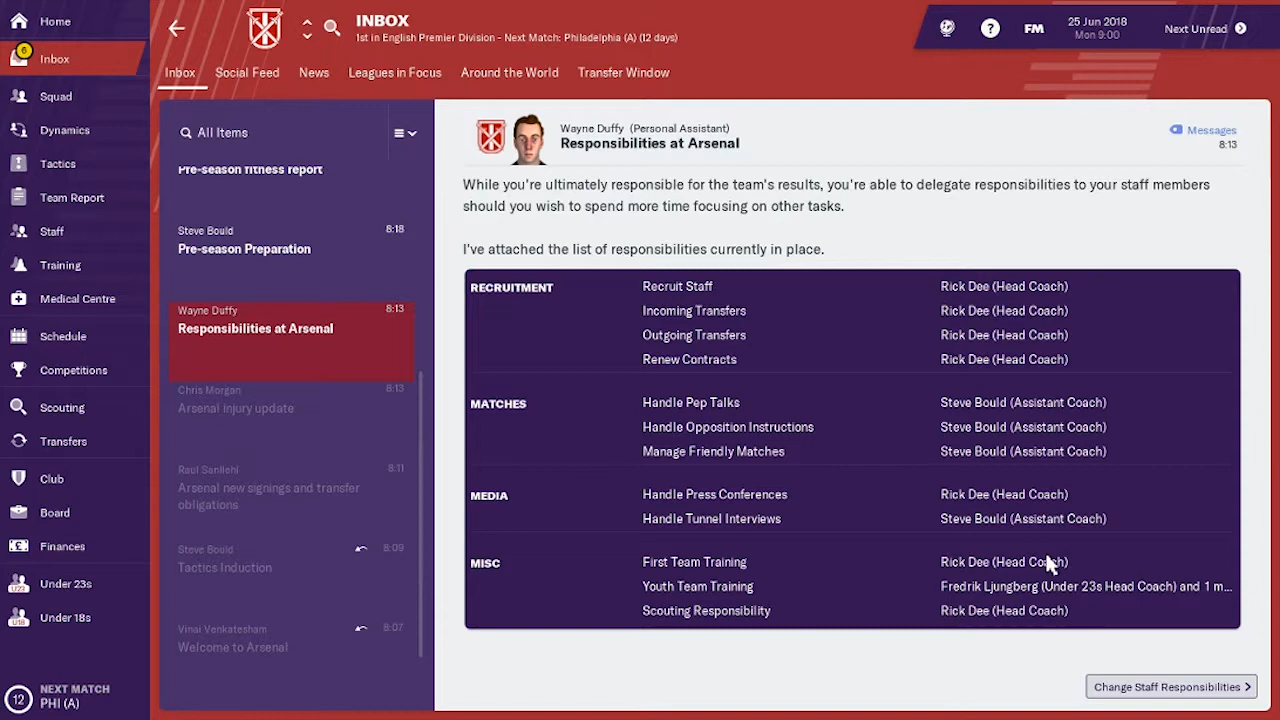 Home
6
Inbox
Squad
Dynamics
Tactics
Team Report
Staff
Training
Medical Centre
Schedule
Competitions
Scouting
Transfers
Club
Board
Finances
U23
Under 23s
U18
Under 18s
12
NEXT MATCH
PHI (A)
INBOX
1st in English Premier Division - Next Match: Philadelphia (A) (12 days)
?
FM
25 Jun 2018
Mon 9:00
Next Unread
Inbox
Social Feed
News
Leagues in Focus
Around the World
Transfer Window
All Items
Pre-season fitness report
Steve Bould 8:18
Pre-season Preparation
Wayne Duffy 8:13
Responsibilities at Arsenal
Chris Morgan 8:13
Arsenal injury update
Raul Sanllehi 8:11
Arsenal new signings and transfer
obligations
Steve Bould 8:09
Tactics Induction
Vinai Venkatesham 8:07
Welcome to Arsenal
Wayne Duffy (Personal Assistant)
Responsibilities at Arsenal
Messages
8:13
While you're ultimately responsible for the team's results, you're able to delegate responsibilities to your staff members
should you wish to spend more time focusing on other tasks.
I've attached the list of responsibilities currently in place.
RECRUITMENT Recruit Staff Rick Dee (Head Coach)
Incoming Transfers Rick Dee (Head Coach)
Outgoing Transfers Rick Dee (Head Coach)
Renew Contracts Rick Dee (Head Coach)
MATCHES Handle Pep Talks Steve Bould (Assistant Coach)
Handle Opposition Instructions Steve Bould (Assistant Coach)
Manage Friendly Matches Steve Bould (Assistant Coach)
MEDIA Handle Press Conferences Rick Dee (Head Coach)
Handle Tunnel Interviews Steve Bould (Assistant Coach)
MISC First Team Training Rick Dee (Head Coach)
Youth Team Training Fredrik Ljungberg (Under 23s Head Coach) and 1 m...
Scouting Responsibility Rick Dee (Head Coach)
Change Staff Responsibilities